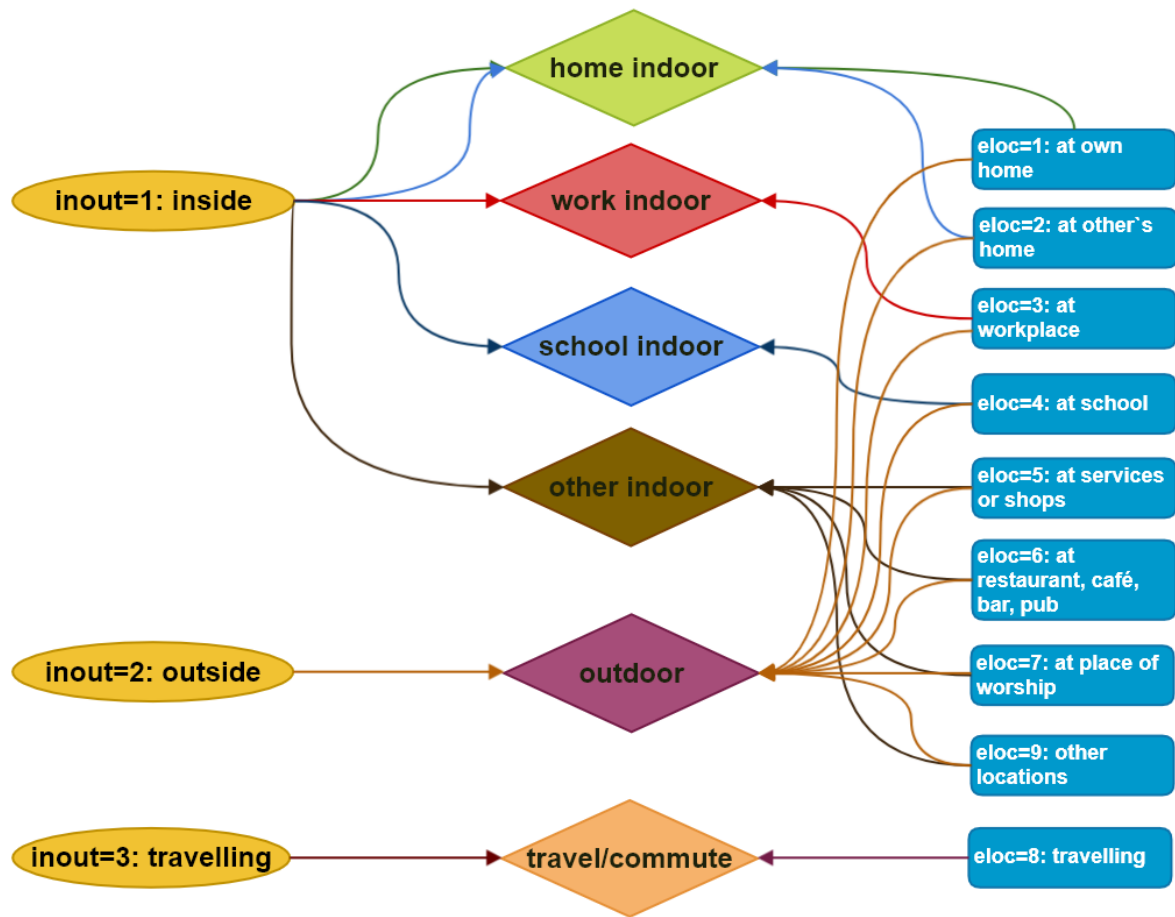 home indoor
inout=1: inside
work indoor
school indoor
other indoor
inout=2: outside
outdoor
inout=3: travelling
travel/commute
eloc=1: at own
home
eloc=2: at other`s
home
eloc=3: at
workplace
eloc=4: at school
eloc=5: at services
or shops
eloc=6: at
restaurant, café,
bar, pub
eloc=7: at place of
worship
eloc=9: other
locations
eloc=8: travelling